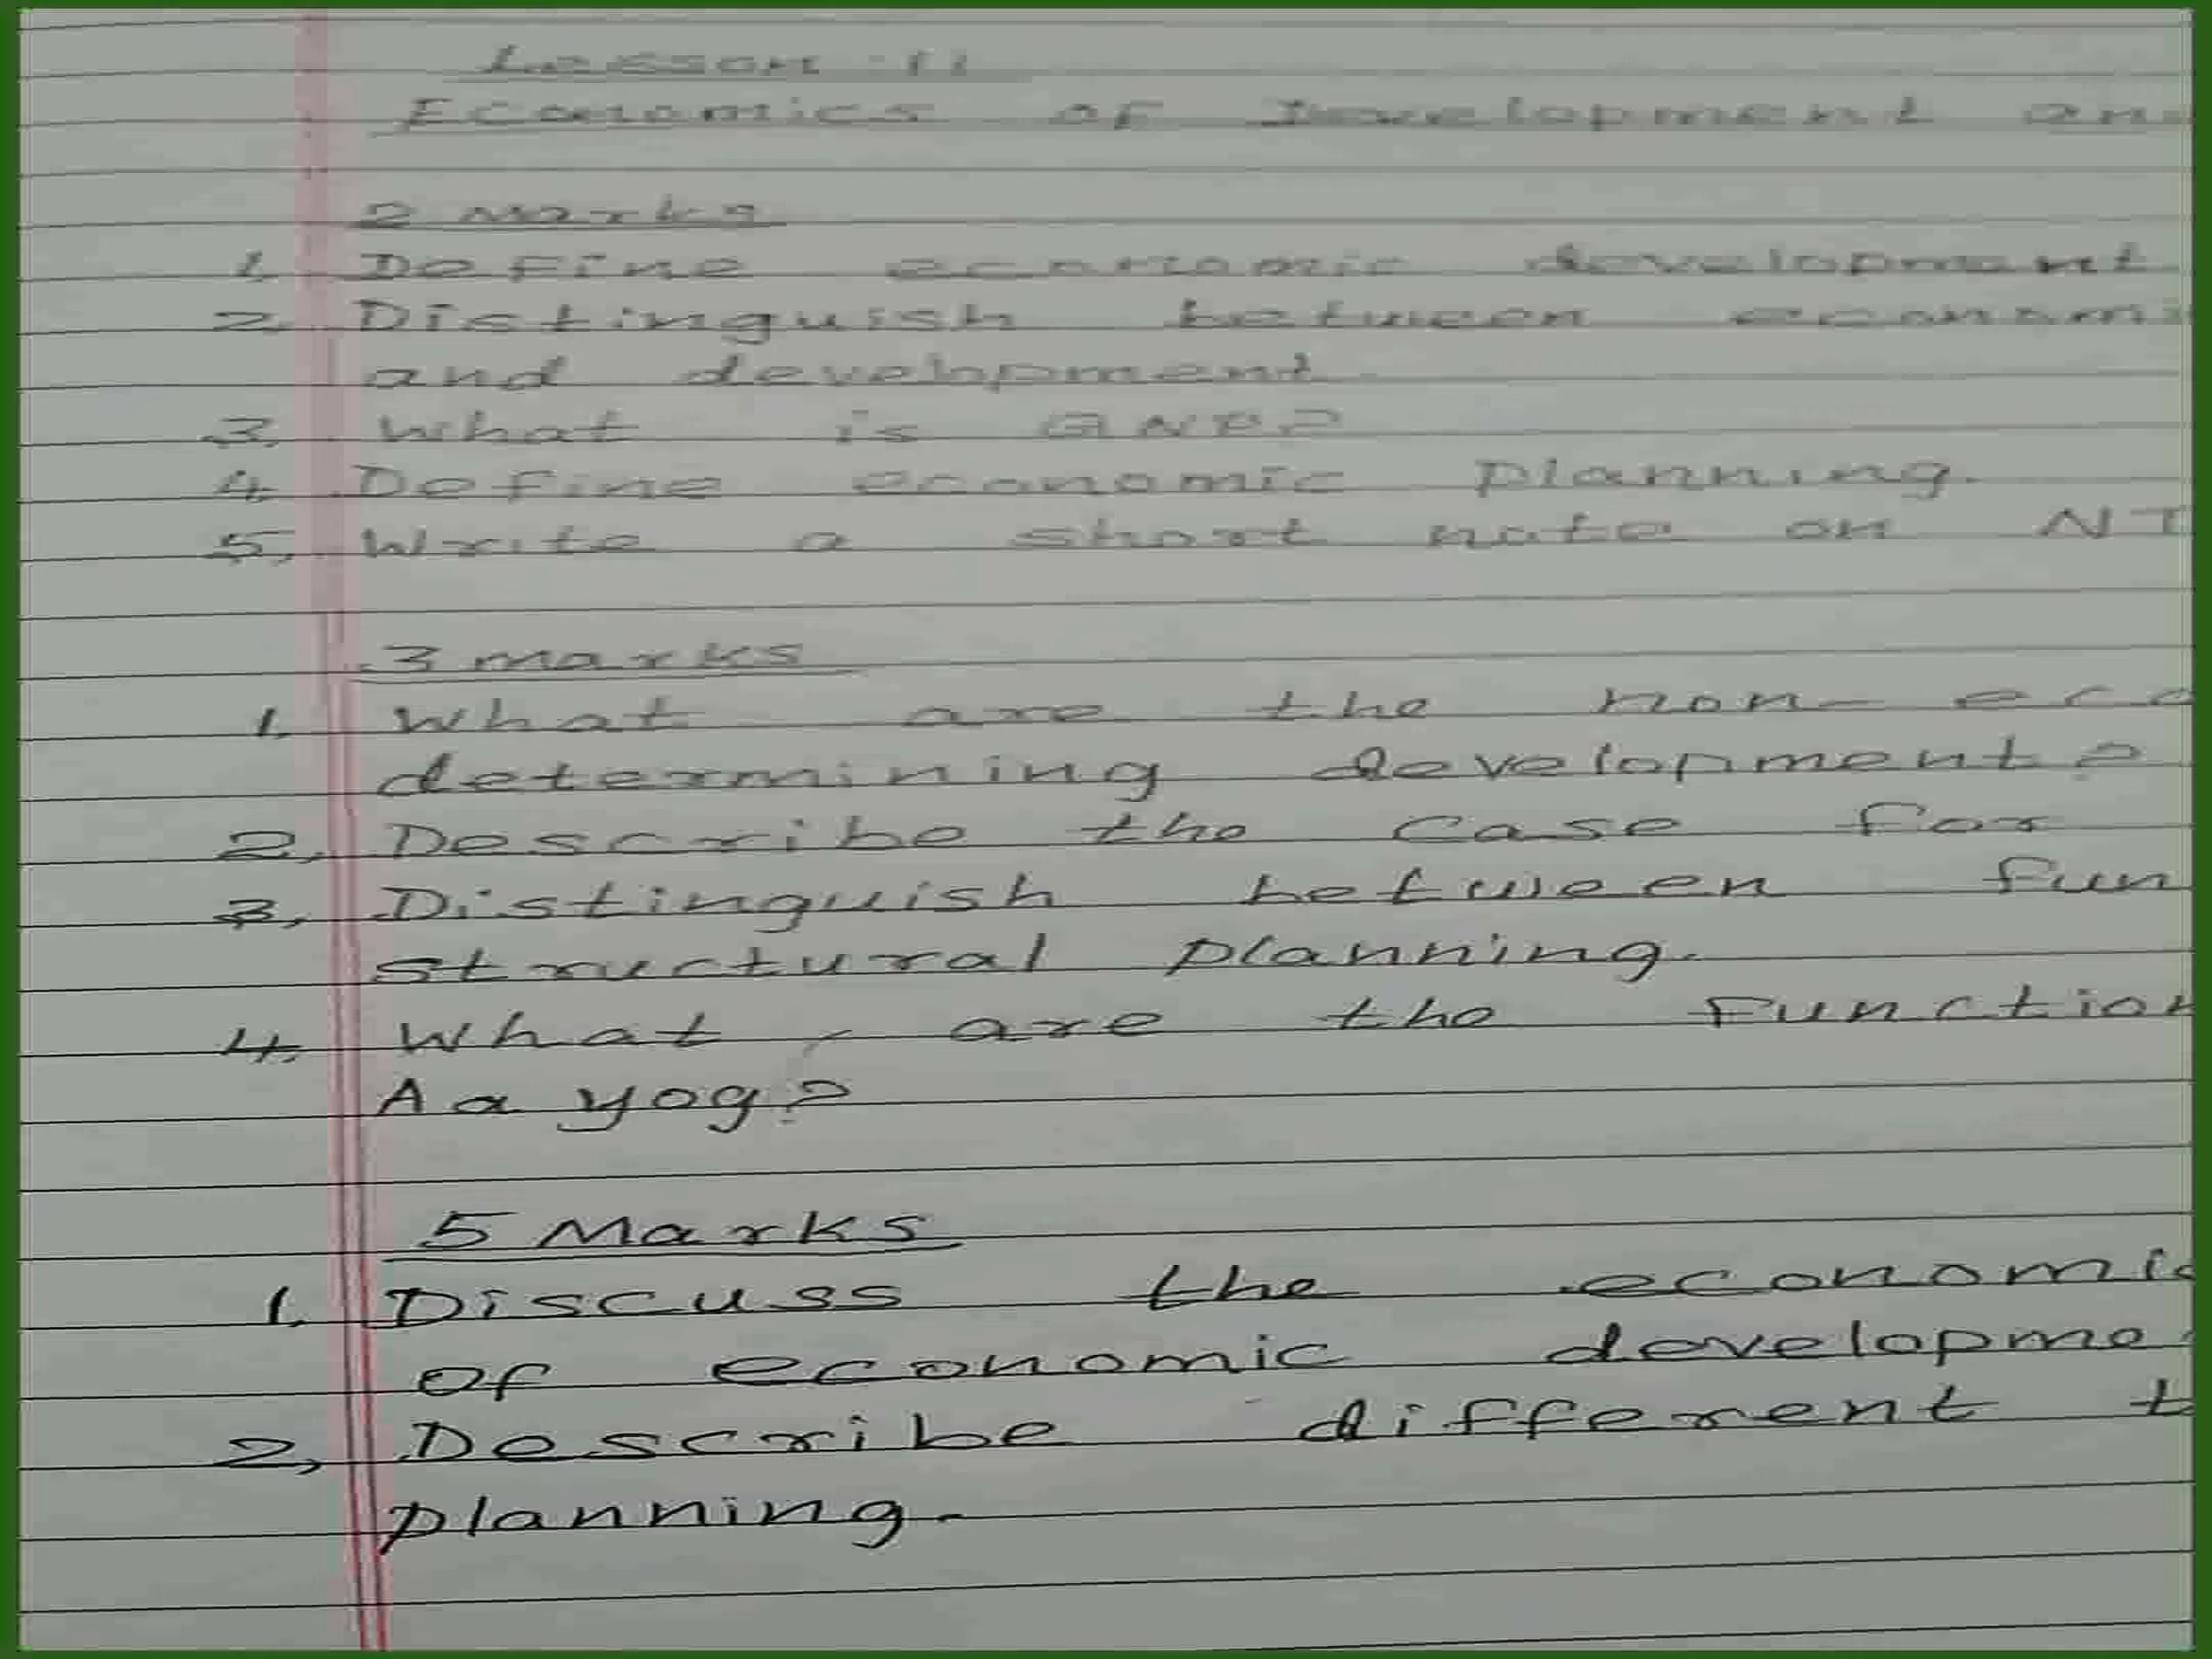 Lesson - 11
Economics of Development an
2 Marks
1. Define economic development.
2. Distinguish between economi
and development.
3. What is GNP?
4. Define economic planning.
5. Write a short note on NI
3 marks
1. What are the non-eco
determining development?
2. Describe the case for
3. Distinguish between fun
structural planning.
4. What are the Function
Aayog?
5 Marks
1. Discuss the economic
of economic developme
2. Describe different t
planning.